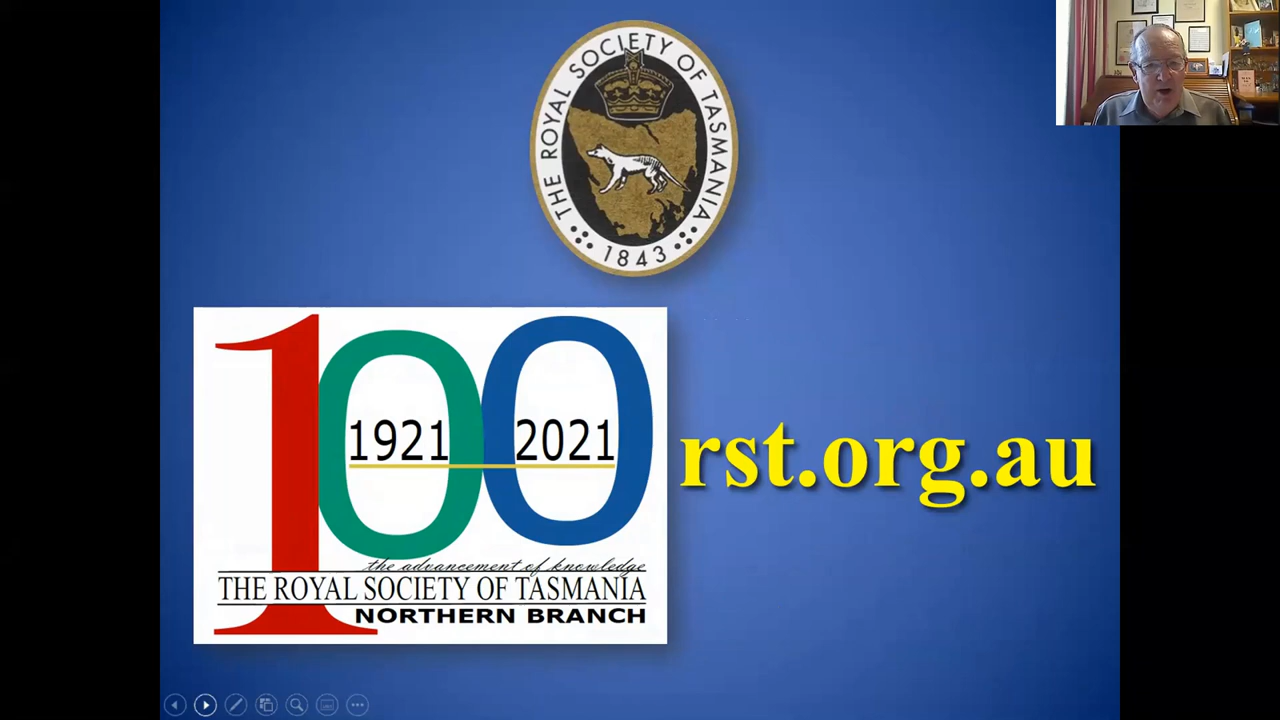 THE ROYAL SOCIETY OF TASMANIA
1843
100
1921 2021
rst.org.au
the advancement of knowledge
THE ROYAL SOCIETY OF TASMANIA
NORTHERN BRANCH